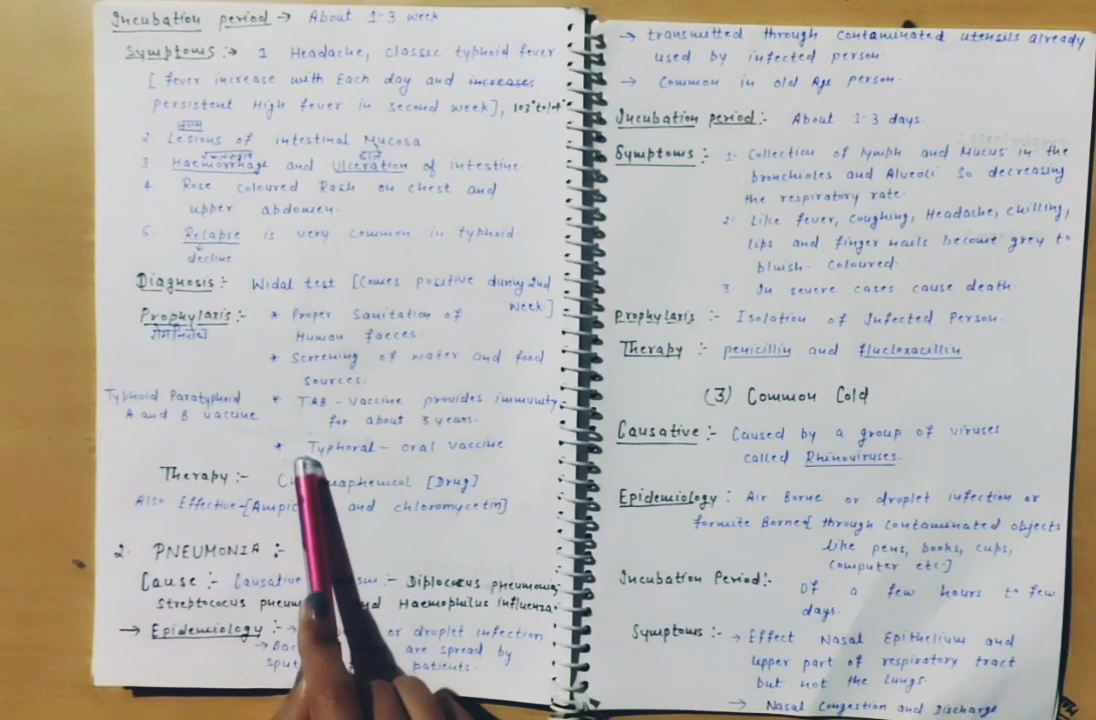 Incubation period → About 1-3 week
Symptoms :→ 1 Headache, classic typhoid fever
[ fever increase with Each day and increases
persistent High fever in second week], 103° to 104°
2. Lesions of intestinal Mucosa
3 Haemorrhage and Ulceration of intestine.
4. Rose coloured Rash on chest and
upper abdomen.
5. Relapse is very common in typhoid.
decline
Diagnosis :- Widal test [Comes positive during 2nd
Week.]
Prophylaxis :- * Proper Sanitation of
Human faeces.
* Screening of water and food
sources.
Typhoid Paratyphoid
A and B vaccine
* TAB - vaccine provides immunity
for about 3 years.
* Typhoral - oral vaccine
Therapy :- [Drug]
Also Effective - and chloromycetin]
2. PNEUMONIA :-
Cause :- Causative :- Diplococus pneumonia,
Streptococus Haemophilus influenza.
→ Epidemiology :- → or droplet infection
→ are spread by
patients.
→ transmitted through contaminated utensils already
used by infected person.
→ Common in old Age person.
Incubation period :- About 1-3 days.
Symptoms :- 1. Collection of lymph and Mucus in the
bronchioles and Alveoli so decreasing
the respiratory rate.
2. Like fever, coughing, Headache, chilling,
lips and finger nails become grey to
bluish- coloured.
3. In severe cases cause death.
Prophylaxis :- Isolation of Infected Person.
Therapy :- penicillin and flucloxacillin
(3) Common Cold
Causative :- Caused by a group of viruses
called Rhinoviruses.
Epidemiology : Air Borne or droplet infection or
formite Borne[ through contaminated objects
like pens, books, cups,
computer etc.]
Incubation Period :-
Of a few hours to few
days.
Symptoms :- → Effect Nasal Epithelium and
upper part of respiratory tract
but not the lungs.
→ Nasal Congestion and Discharge